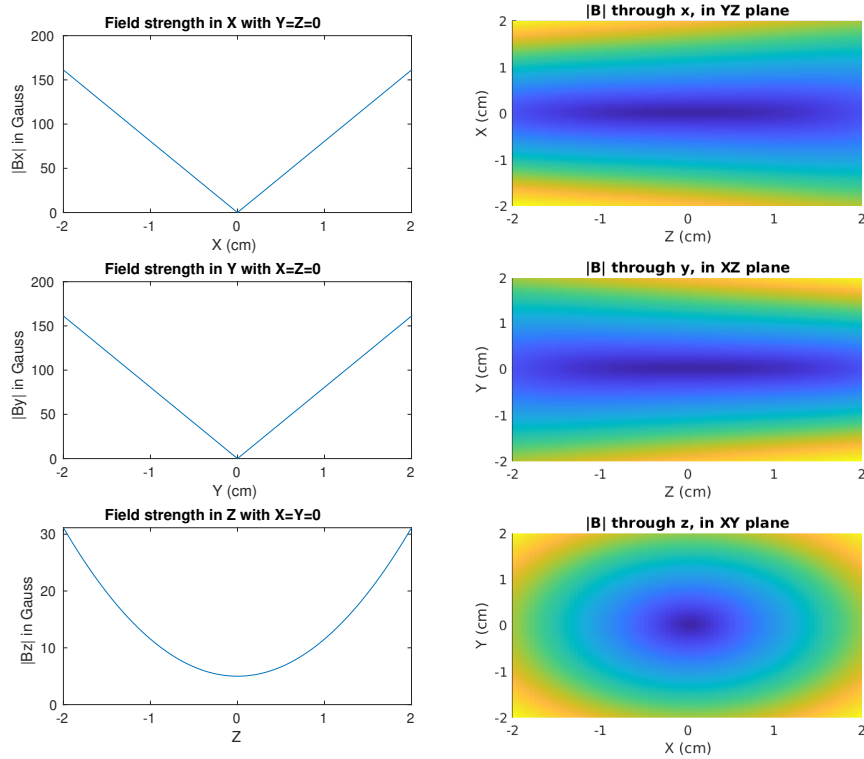 Field strength in X with Y=Z=0
200
150
100
50
0
|Bx| in Gauss
-2 -1 0 1 2
X (cm)
|B| through x, in YZ plane
2
1
0
-1
-2
X (cm)
-2 -1 0 1 2
Z (cm)
Field strength in Y with X=Z=0
200
150
100
50
0
|By| in Gauss
-2 -1 0 1 2
Y (cm)
|B| through y, in XZ plane
2
1
0
-1
-2
Y (cm)
-2 -1 0 1 2
Z (cm)
Field strength in Z with X=Y=0
30
20
10
0
|Bz| in Gauss
-2 -1 0 1 2
Z
|B| through z, in XY plane
2
1
0
-1
-2
Y (cm)
-2 -1 0 1 2
X (cm)